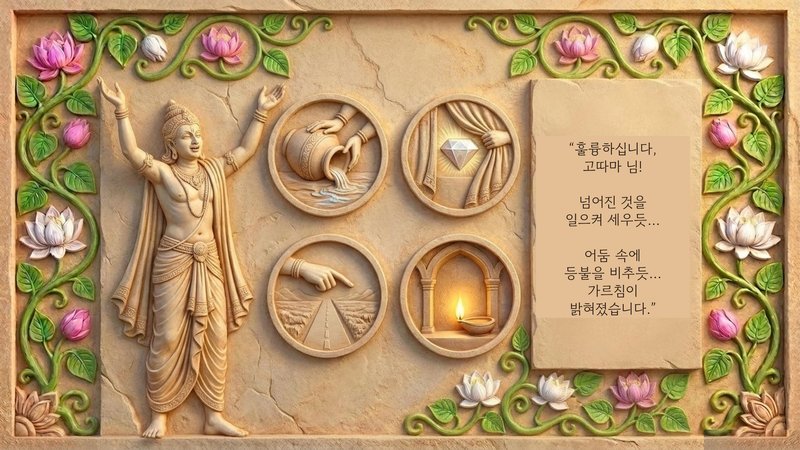 “훌륭하십니다,
고따마 님!
넘어진 것을
일으켜 세우듯...
어둠 속에
등불을 비추듯...
가르침이
밝혀졌습니다.”